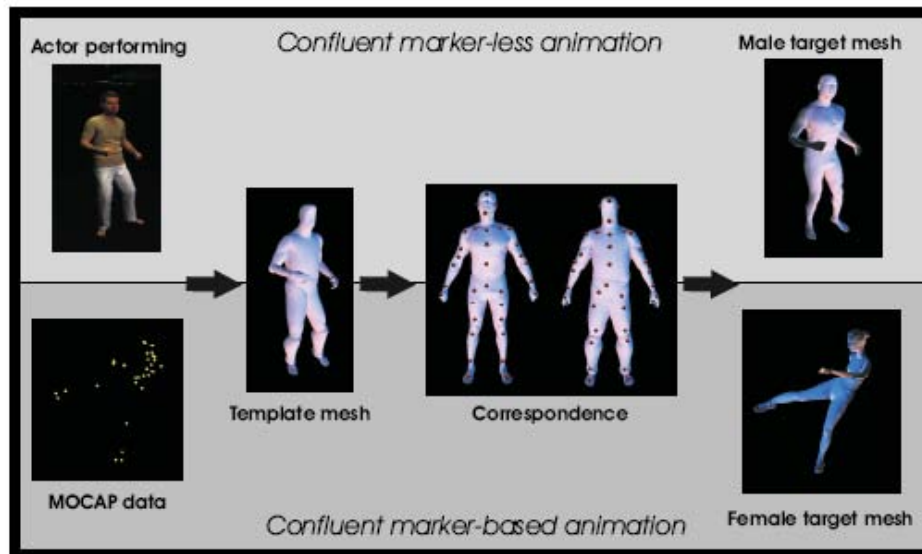 Actor performing
Confluent marker-less animation
Male target mesh
Template mesh
Correspondence
MOCAP data
Confluent marker-based animation
Female target mesh